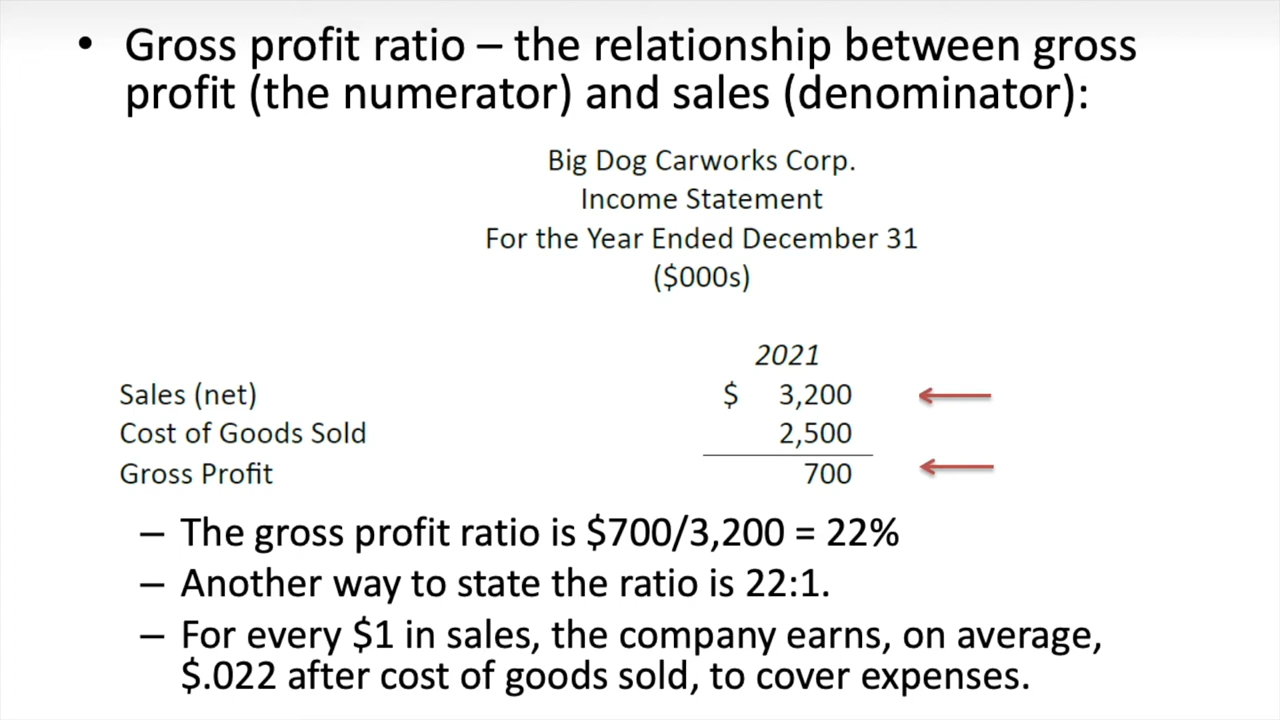 • Gross profit ratio – the relationship between gross
profit (the numerator) and sales (denominator):
Big Dog Carworks Corp.
Income Statement
For the Year Ended December 31
($000s)
2021
Sales (net) $ 3,200
Cost of Goods Sold 2,500
Gross Profit 700
– The gross profit ratio is $700/3,200 = 22%
– Another way to state the ratio is 22:1.
– For every $1 in sales, the company earns, on average,
$.022 after cost of goods sold, to cover expenses.